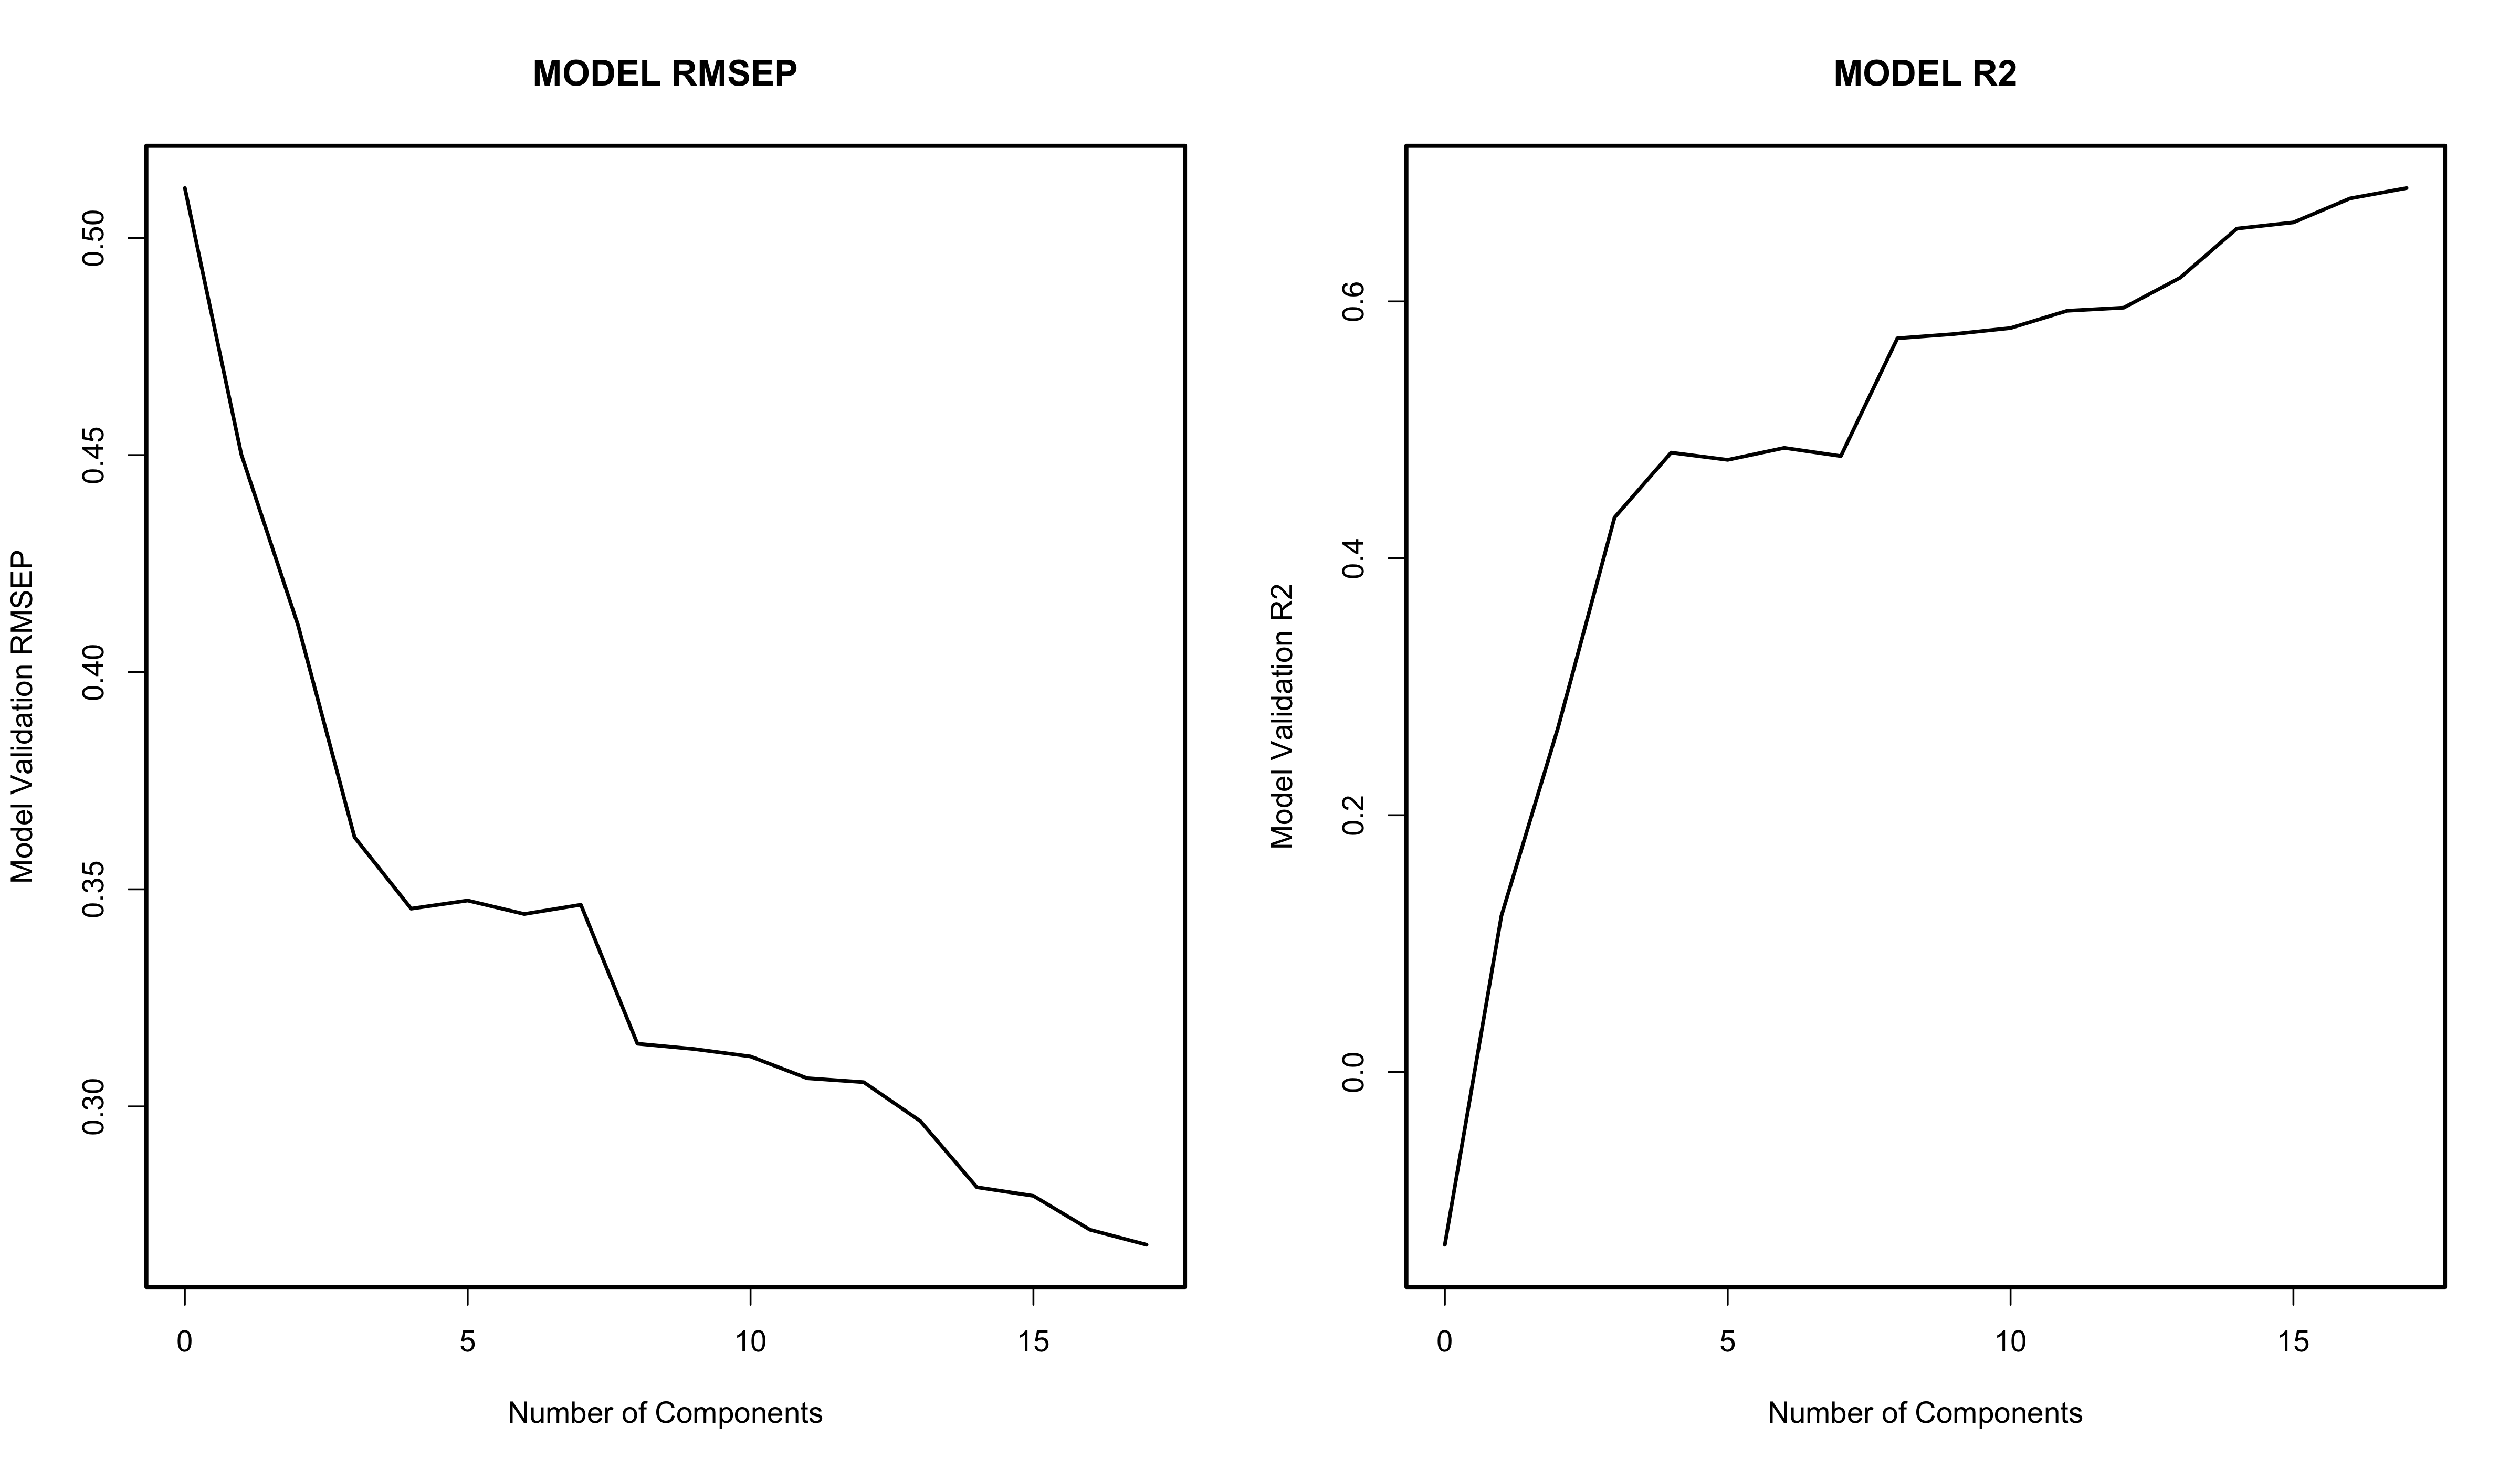 MODEL RMSEP
Model Validation RMSEP
0.50
0.45
0.40
0.35
0.30
0
5
10
15
Number of Components
MODEL R2
Model Validation R2
0.6
0.4
0.2
0.0
0
5
10
15
Number of Components